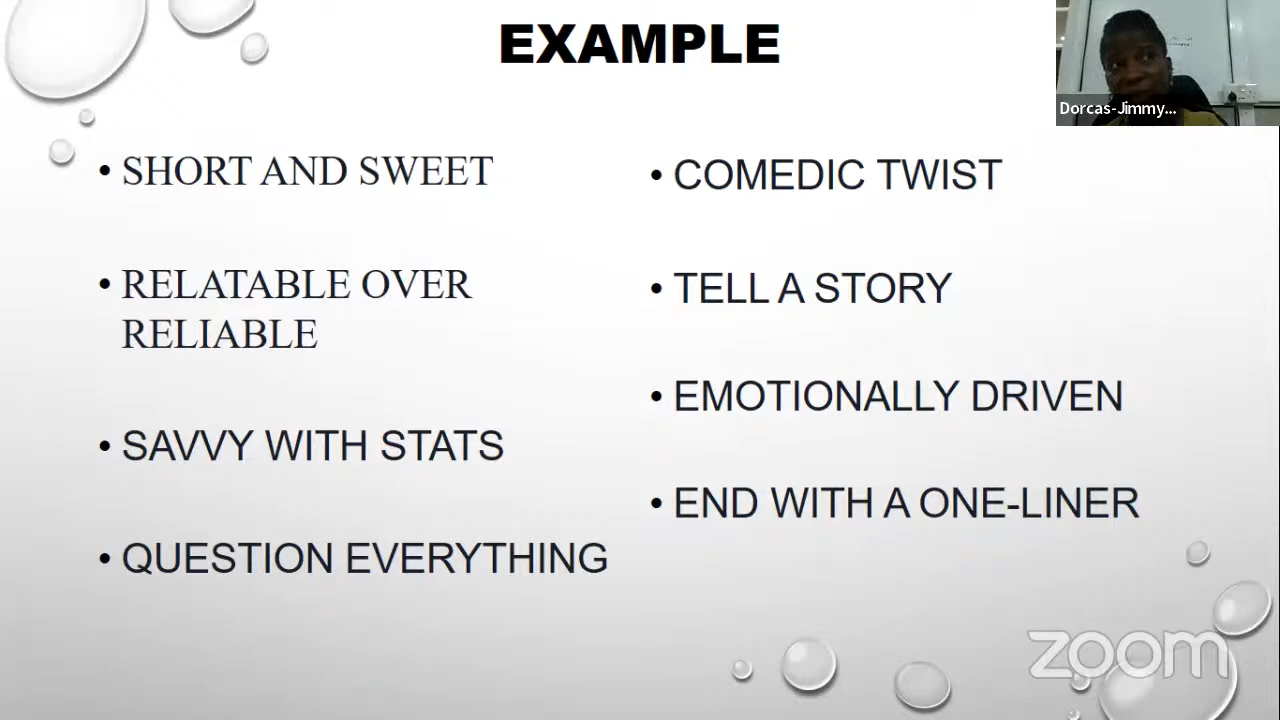 EXAMPLE
Dorcas-Jimmy...
• SHORT AND SWEET
• RELATABLE OVER
RELIABLE
• SAVVY WITH STATS
• QUESTION EVERYTHING
• COMEDIC TWIST
• TELL A STORY
• EMOTIONALLY DRIVEN
• END WITH A ONE-LINER
zoom